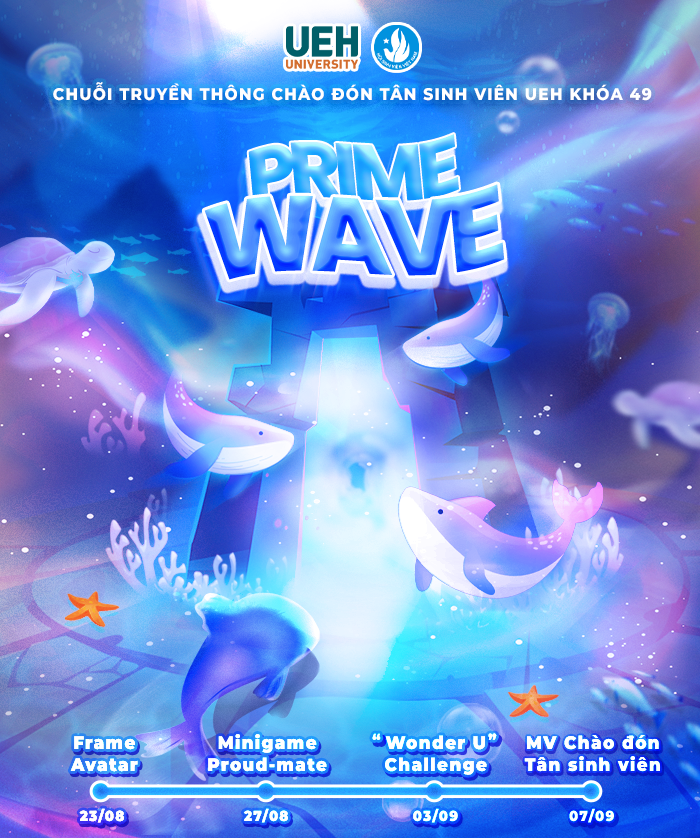 UEH
UNIVERSITY
CHUỖI TRUYỀN THÔNG CHÀO ĐÓN TÂN SINH VIÊN UEH KHÓA 49
PRIME
WAVE
Frame
Avatar
Minigame
Proud-mate
“Wonder U”
Challenge
MV Chào đón
Tân sinh viên
23/08
27/08
03/09
07/09